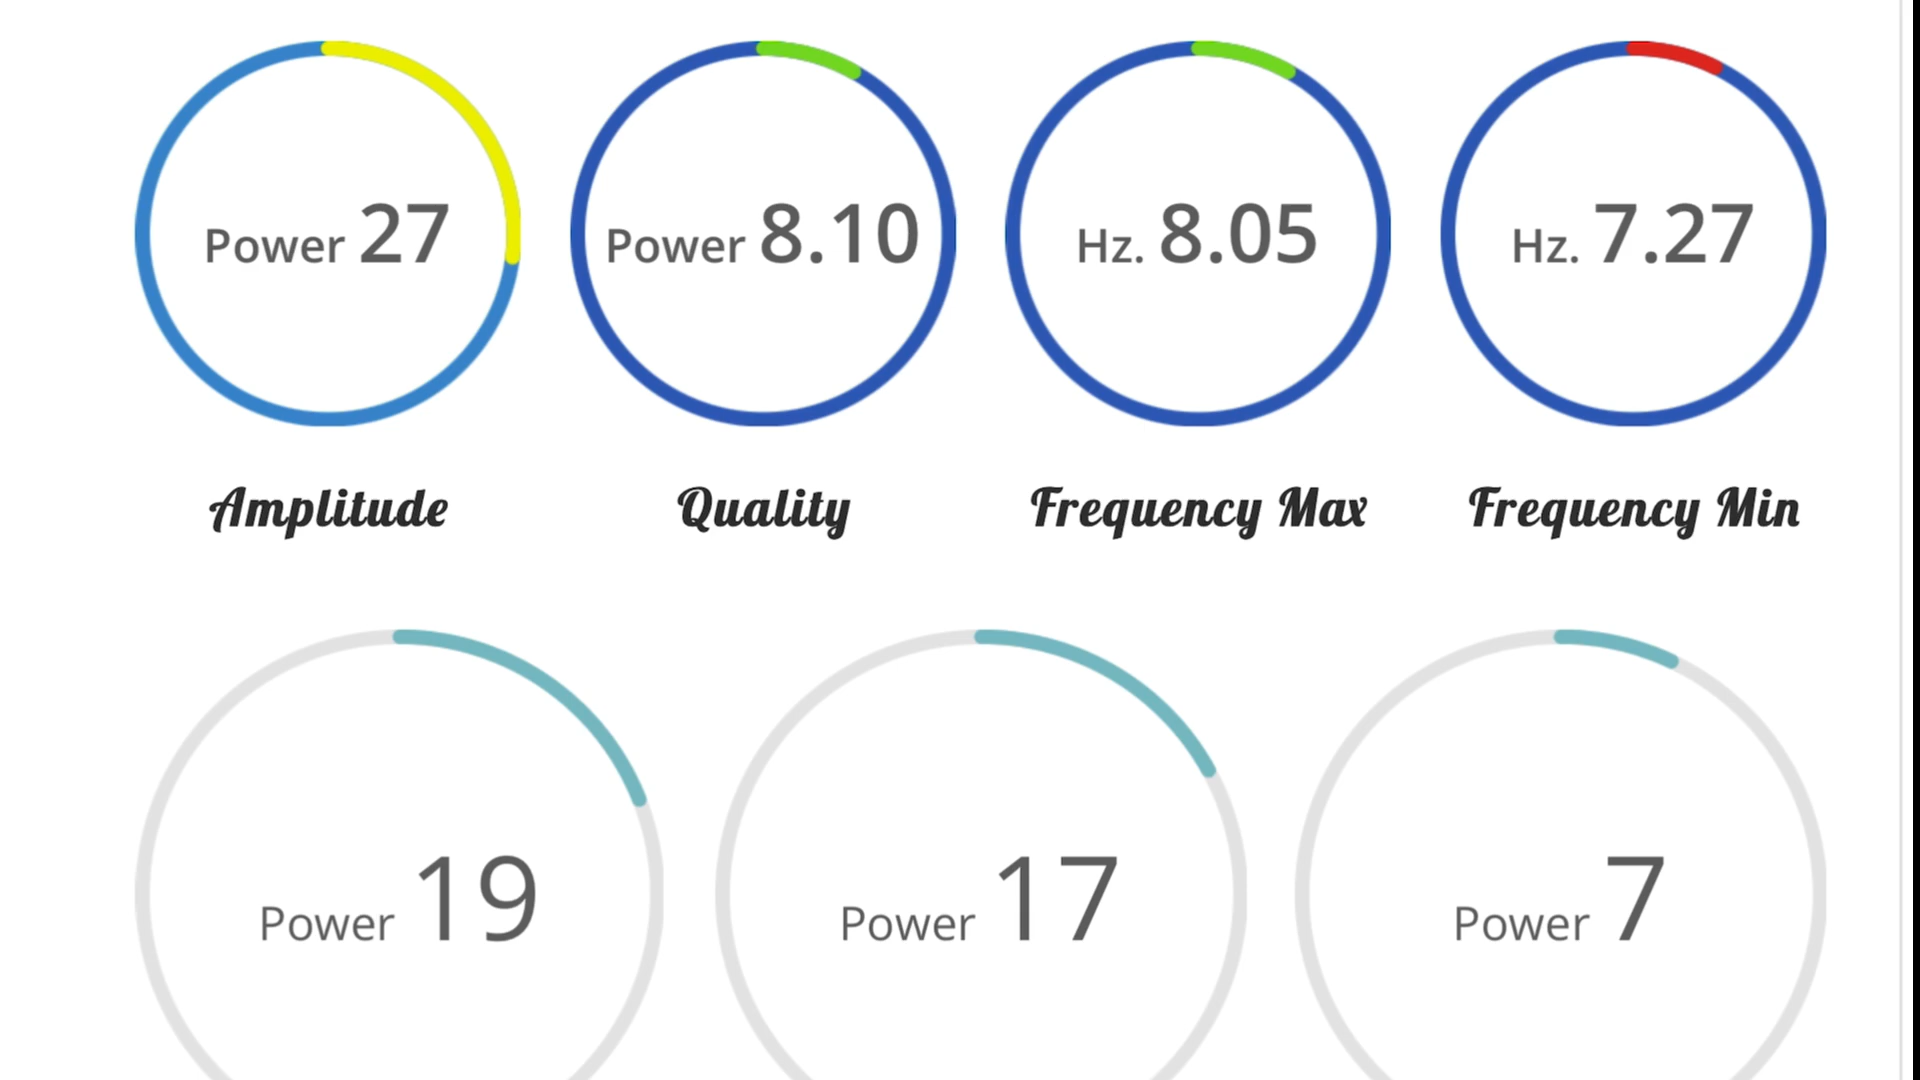 Power 27
Power 8.10
Hz. 8.05
Hz. 7.27
Amplitude
Quality
Frequency Max
Frequency Min
Power 19
Power 17
Power 7